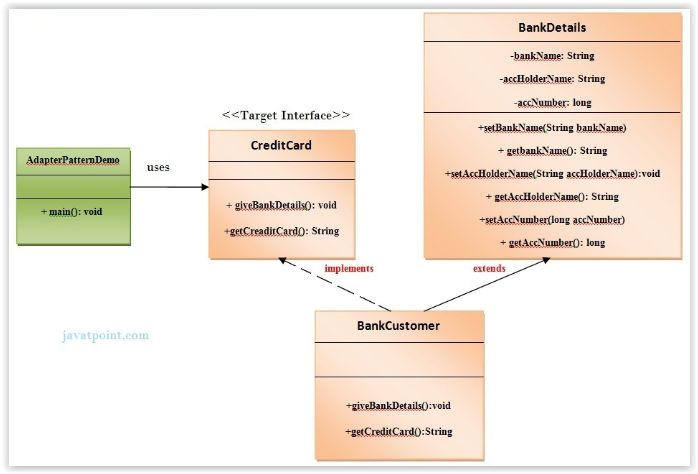 BankDetails
-bankName: String
-accHolderName: String
-accNumber: long
+setBankName(String bankName)
+ getbankName(): String
+setAccHolderName(String accHolderName):void
+ getAccHolderName(): String
+setAccNumber(long accNumber)
+ getAccNumber(): long
<<Target Interface>>
CreditCard
+ giveBankDetails(): void
+getCreaditCard(): String
AdapterPatternDemo
+ main(): void
uses
implements
extends
BankCustomer
+giveBankDetails():void
+getCreditCard():String
javatpoint.com